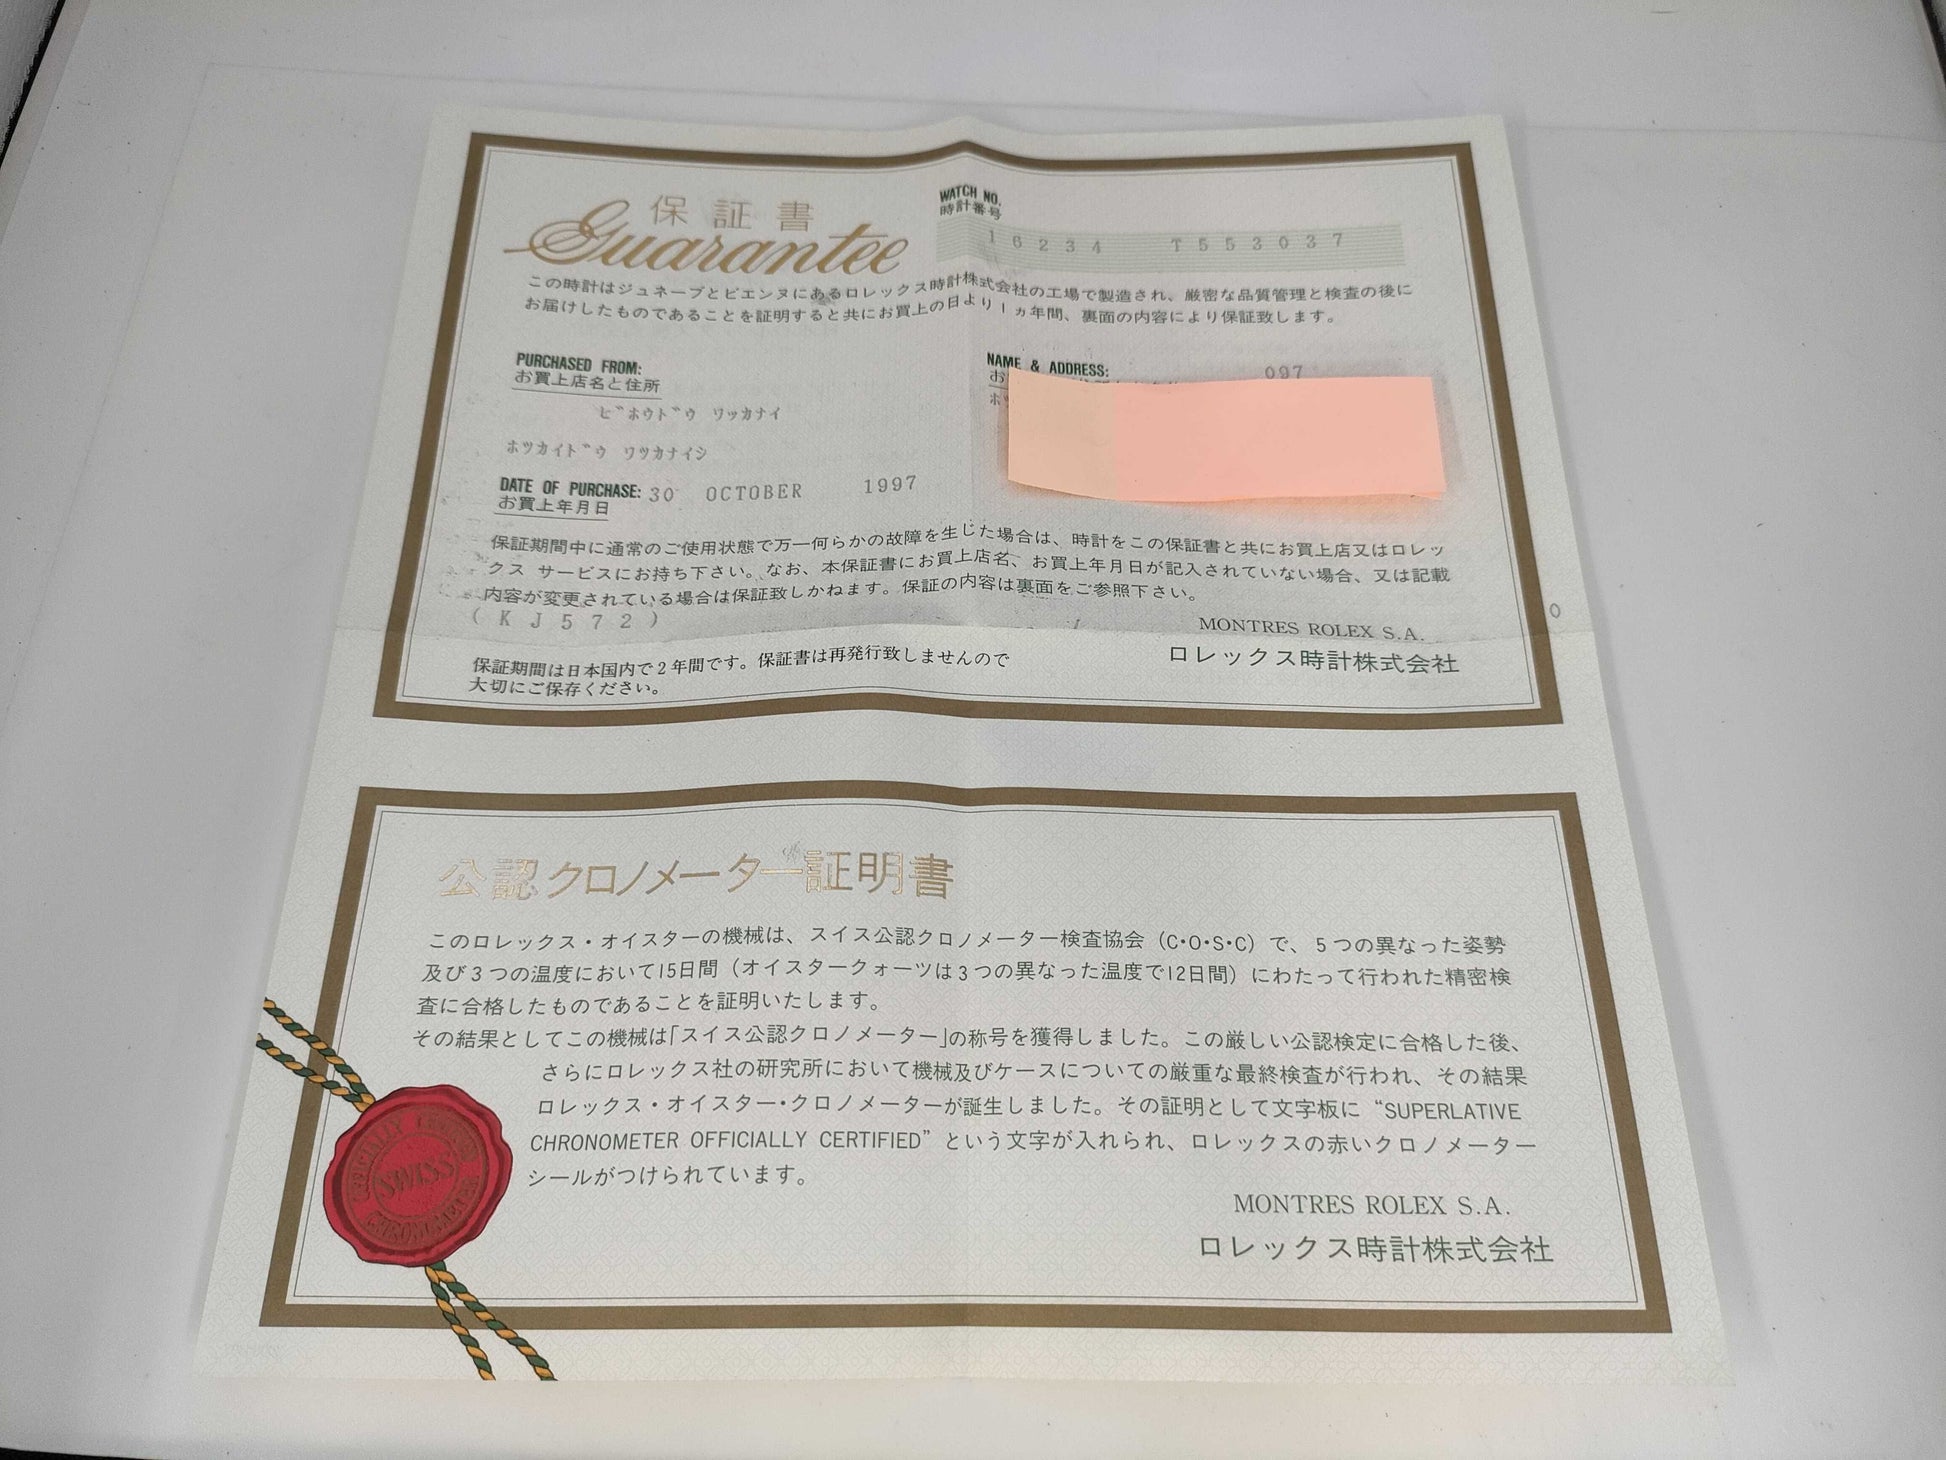 保証書
Guarantee
WATCH NO.
時計番号
16234 T553037
この時計はジュネーブとビエンヌにあるロレックス時計株式会社の工場で製造され、厳密な品質管理と検査の後に
お届けしたものであることを証明すると共にお買上の日より1ヵ年間、裏面の内容により保証致します。
PURCHASED FROM:
お買上店名と住所
ビホウドウ ワッカナイ
ホツカイドウ ワツカナイシ
NAME & ADDRESS:
097
お
ホ
DATE OF PURCHASE: 30 OCTOBER 1997
お買上年月日
保証期間中に通常のご使用状態で万一何らかの故障を生じた場合は、時計をこの保証書と共にお買上店又はロレッ
クス サービスにお持ち下さい。なお、本保証書にお買上店名、お買上年月日が記入されていない場合、又は記載
内容が変更されている場合は保証致しかねます。保証の内容は裏面をご参照下さい。
(KJ572)
0
MONTRES ROLEX S.A.
ロレックス時計株式会社
保証期間は日本国内で2年間です。保証書は再発行致しませんので
大切にご保存ください。
公認クロノメーター証明書
このロレックス・オイスターの機械は、スイス公認クロノメーター検査協会（C・O・S・C）で、5つの異なった姿勢
及び3つの温度において15日間（オイスタークォーツは3つの異なった温度で12日間）にわたって行われた精密検
査に合格したものであることを証明いたします。
その結果としてこの機械は「スイス公認クロノメーター」の称号を獲得しました。この厳しい公認検定に合格した後、
さらにロレックス社の研究所において機械及びケースについての厳重な最終検査が行われ、その結果
ロレックス・オイスター・クロノメーターが誕生しました。その証明として文字板に“SUPERLATIVE
CHRONOMETER OFFICIALLY CERTIFIED”という文字が入れられ、ロレックスの赤いクロノメーター
シールがつけられています。
MONTRES ROLEX S.A.
ロレックス時計株式会社
OFFICIALLY CERTIFIED
SWISS
CHRONOMETER